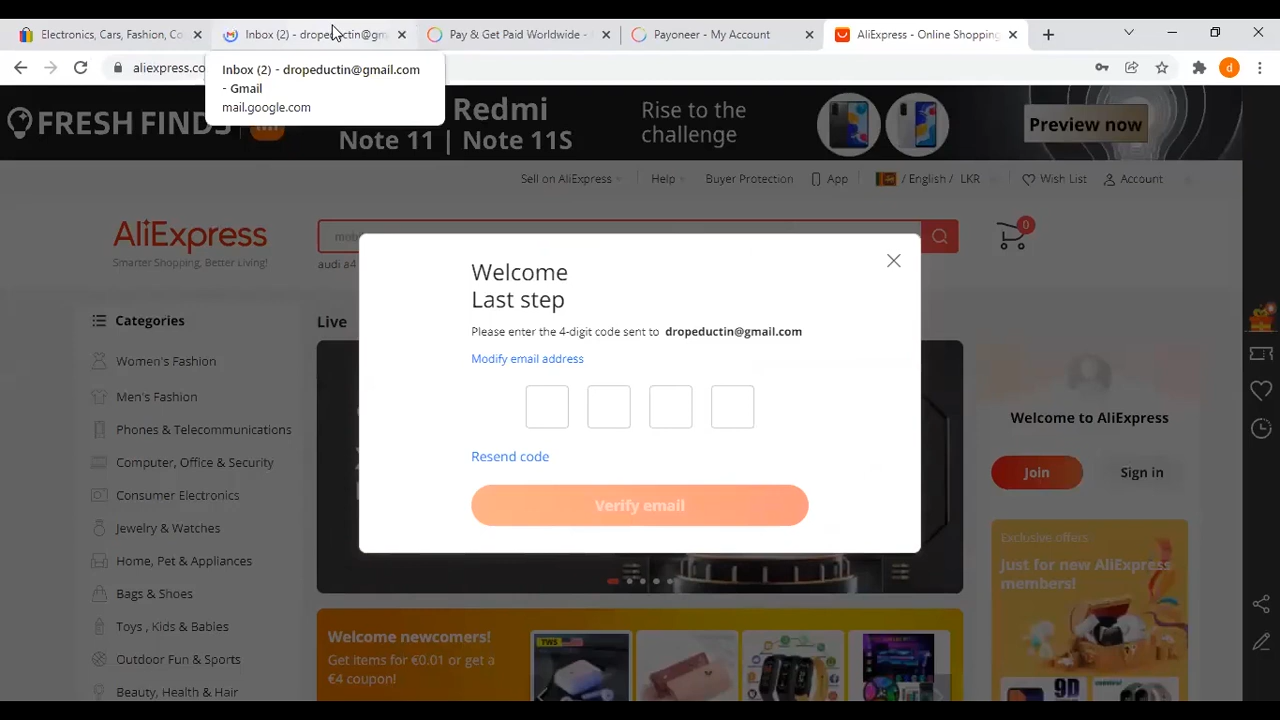 Electronics, Cars, Fashion, Co
Inbox (2) - dropeductin@gm
Pay & Get Paid Worldwide -
Payoneer - My Account
AliExpress - Online Shopping
aliexpress.co
d
Inbox (2) - dropeductin@gmail.com
- Gmail
mail.google.com
FRESH FINDS
Redmi
Note 11 | Note 11S
Rise to the
challenge
Preview now
Sell on AliExpress
Help
Buyer Protection
App
/ English /
LKR
Wish List
Account
AliExpress
Smarter Shopping, Better Living!
audi a4
0
Welcome
Last step
Please enter the 4-digit code sent to dropeductin@gmail.com
Modify email address
Resend code
Verify email
Categories
Women's Fashion
Men's Fashion
Phones & Telecommunications
Computer, Office & Security
Consumer Electronics
Jewelry & Watches
Home, Pet & Appliances
Bags & Shoes
Toys , Kids & Babies
Outdoor Fun & Sports
Beauty, Health & Hair
Live
Welcome to AliExpress
Join
Sign in
Exclusive offers
Just for new AliExpress
members!
Welcome newcomers!
Get items for €0.01 or get a
€4 coupon!
TWS
9D